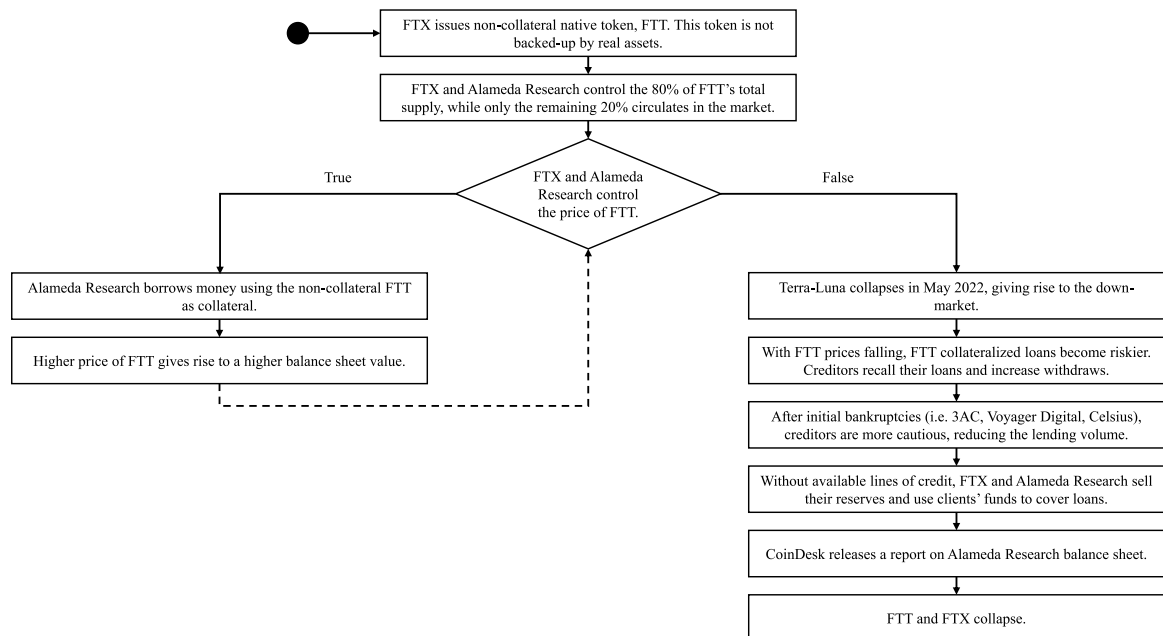 FTX issues non-collateral native token, FTT. This token is not
backed-up by real assets.
FTX and Alameda Research control the 80% of FTT’s total
supply, while only the remaining 20% circulates in the market.
True
FTX and Alameda
Research control
the price of FTT.
False
Alameda Research borrows money using the non-collateral FTT
as collateral.
Higher price of FTT gives rise to a higher balance sheet value.
Terra-Luna collapses in May 2022, giving rise to the down-
market.
With FTT prices falling, FTT collateralized loans become riskier.
Creditors recall their loans and increase withdraws.
After initial bankruptcies (i.e. 3AC, Voyager Digital, Celsius),
creditors are more cautious, reducing the lending volume.
Without available lines of credit, FTX and Alameda Research sell
their reserves and use clients’ funds to cover loans.
CoinDesk releases a report on Alameda Research balance sheet.
FTT and FTX collapse.